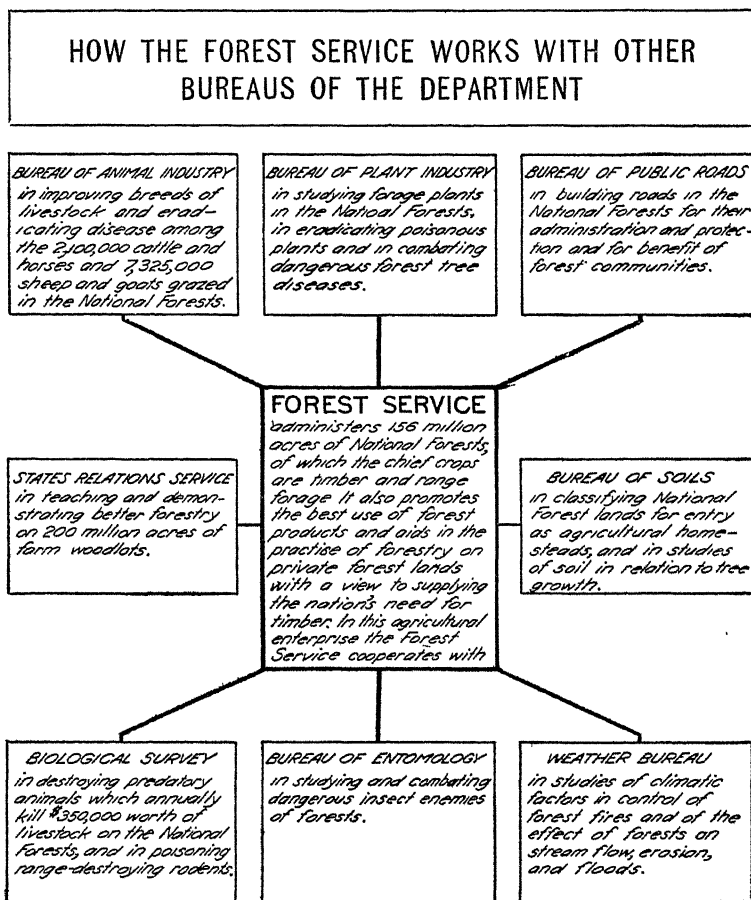 HOW THE FOREST SERVICE WORKS WITH OTHER
BUREAUS OF THE DEPARTMENT
BUREAU OF ANIMAL INDUSTRY
in improving breeds of
livestock and erad-
icating disease among
the 2,100,000 cattle and
horses and 7,325,000
sheep and goats grazed
in the National Forests.
BUREAU OF PLANT INDUSTRY
in studying forage plants
in the Natioal Forests,
in eradicating poisonous
plants and in combating
dangerous forest tree
diseases.
BUREAU OF PUBLIC ROADS
in building roads in the
National Forests for their
administration and protec-
tion and for benefit of
forest communities.
FOREST SERVICE
administers 156 million
acres of National Forests,
of which the chief crops
are timber and range
forage It also promotes
the best use of forest
products and aids in the
practise of forestry on
private forest lands
with a view to supplying
the nation's need for
timber. In this agricultural
enterprise the Forest
Service cooperates with
STATES RELATIONS SERVICE
in teaching and demon-
strating better forestry
on 200 million acres of
farm woodlots.
BUREAU OF SOILS
in classifying National
Forest lands for entry
as agricultural home-
steads, and in studies
of soil in relation to tree
growth.
BIOLOGICAL SURVEY
in destroying predatory
animals which annually
kill $350,000 worth of
livestock on the National
Forests, and in poisoning
range-destroying rodents.
BUREAU OF ENTOMOLOGY
in studying and combating
dangerous insect enemies
of forests.
WEATHER BUREAU
in studies of climatic
factors in control of
forest fires and of the
effect of forests on
stream flow, erosion,
and floods.